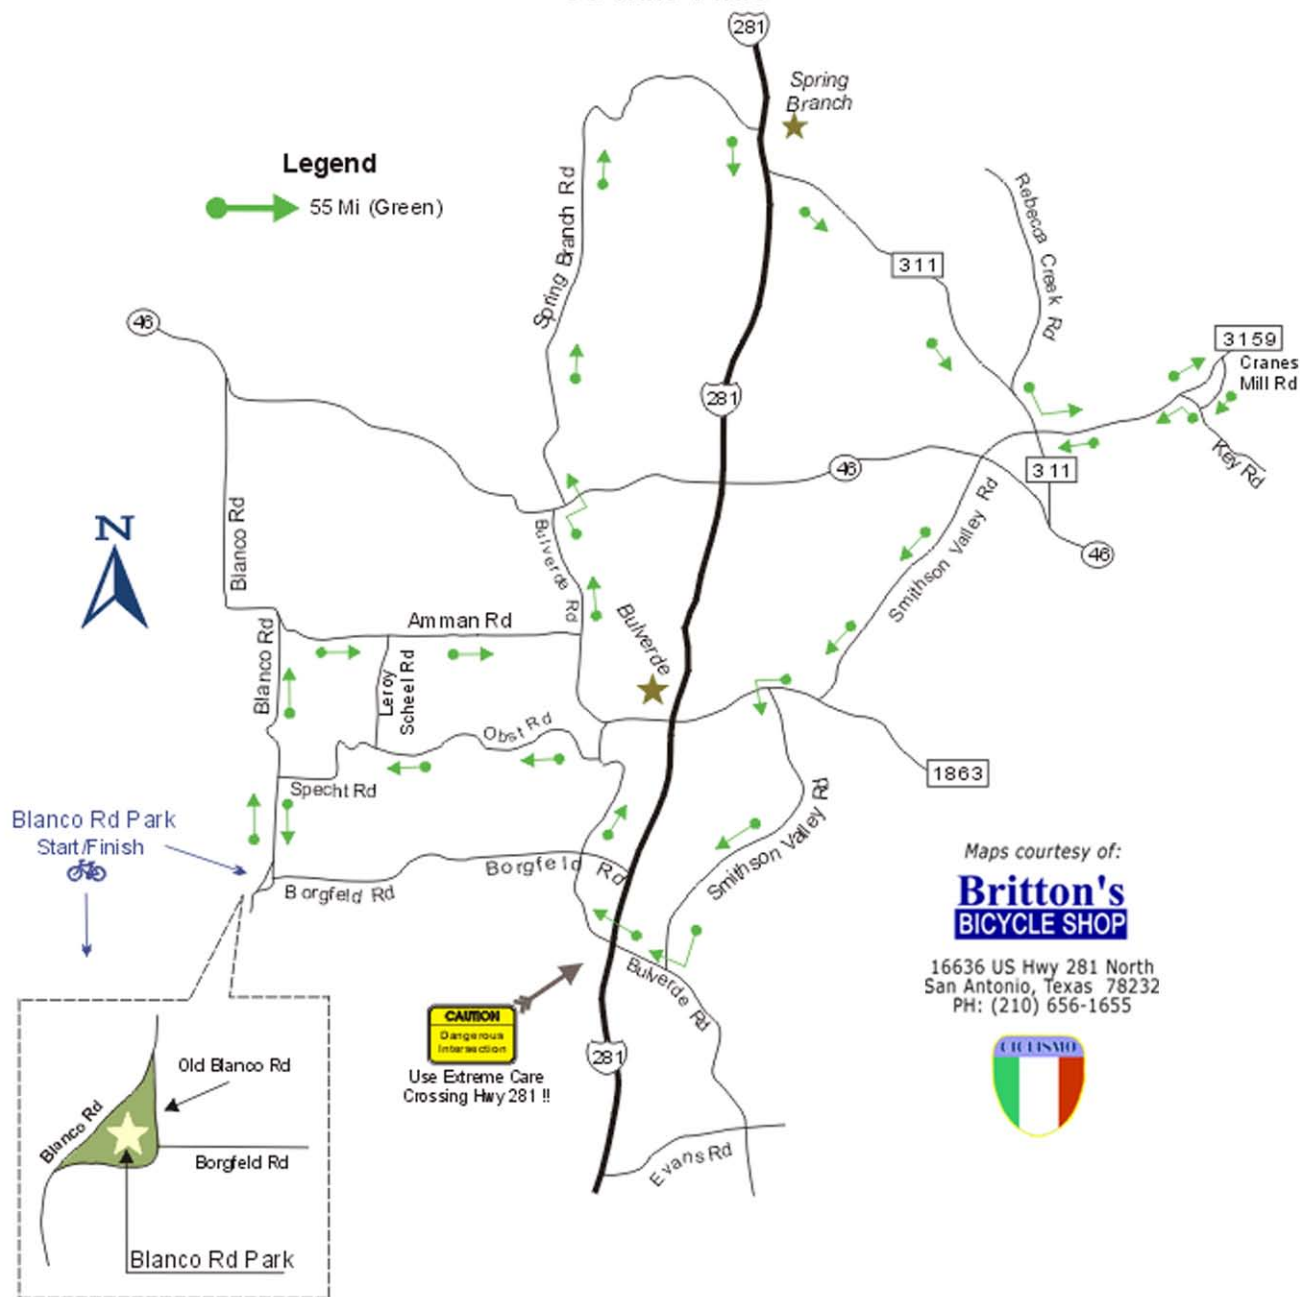 281
Spring
Branch
Legend
55 Mi (Green)
Spring Branch Rd
311
Rebecca Creek Rd
46
3159
Cranes
Mill Rd
281
Key Rd
46
311
46
Blanco Rd
N
Bulverde Rd
Smithson Valley Rd
Amman Rd
Bulverde
Blanco Rd
Leroy
Scheel Rd
Obst Rd
1863
Specht Rd
Blanco Rd Park
Start/Finish
Smithson Valley Rd
Borgfeld Rd
Borgfeld Rd
Maps courtesy of:
Britton's
BICYCLE SHOP
16636 US Hwy 281 North
San Antonio, Texas 78232
PH: (210) 656-1655
CICLISMO
Bulverde Rd
CAUTION
Dangerous
Intersection
Use Extreme Care
Crossing Hwy 281 !!
281
Evans Rd
Old Blanco Rd
Blanco Rd
Borgfeld Rd
Blanco Rd Park